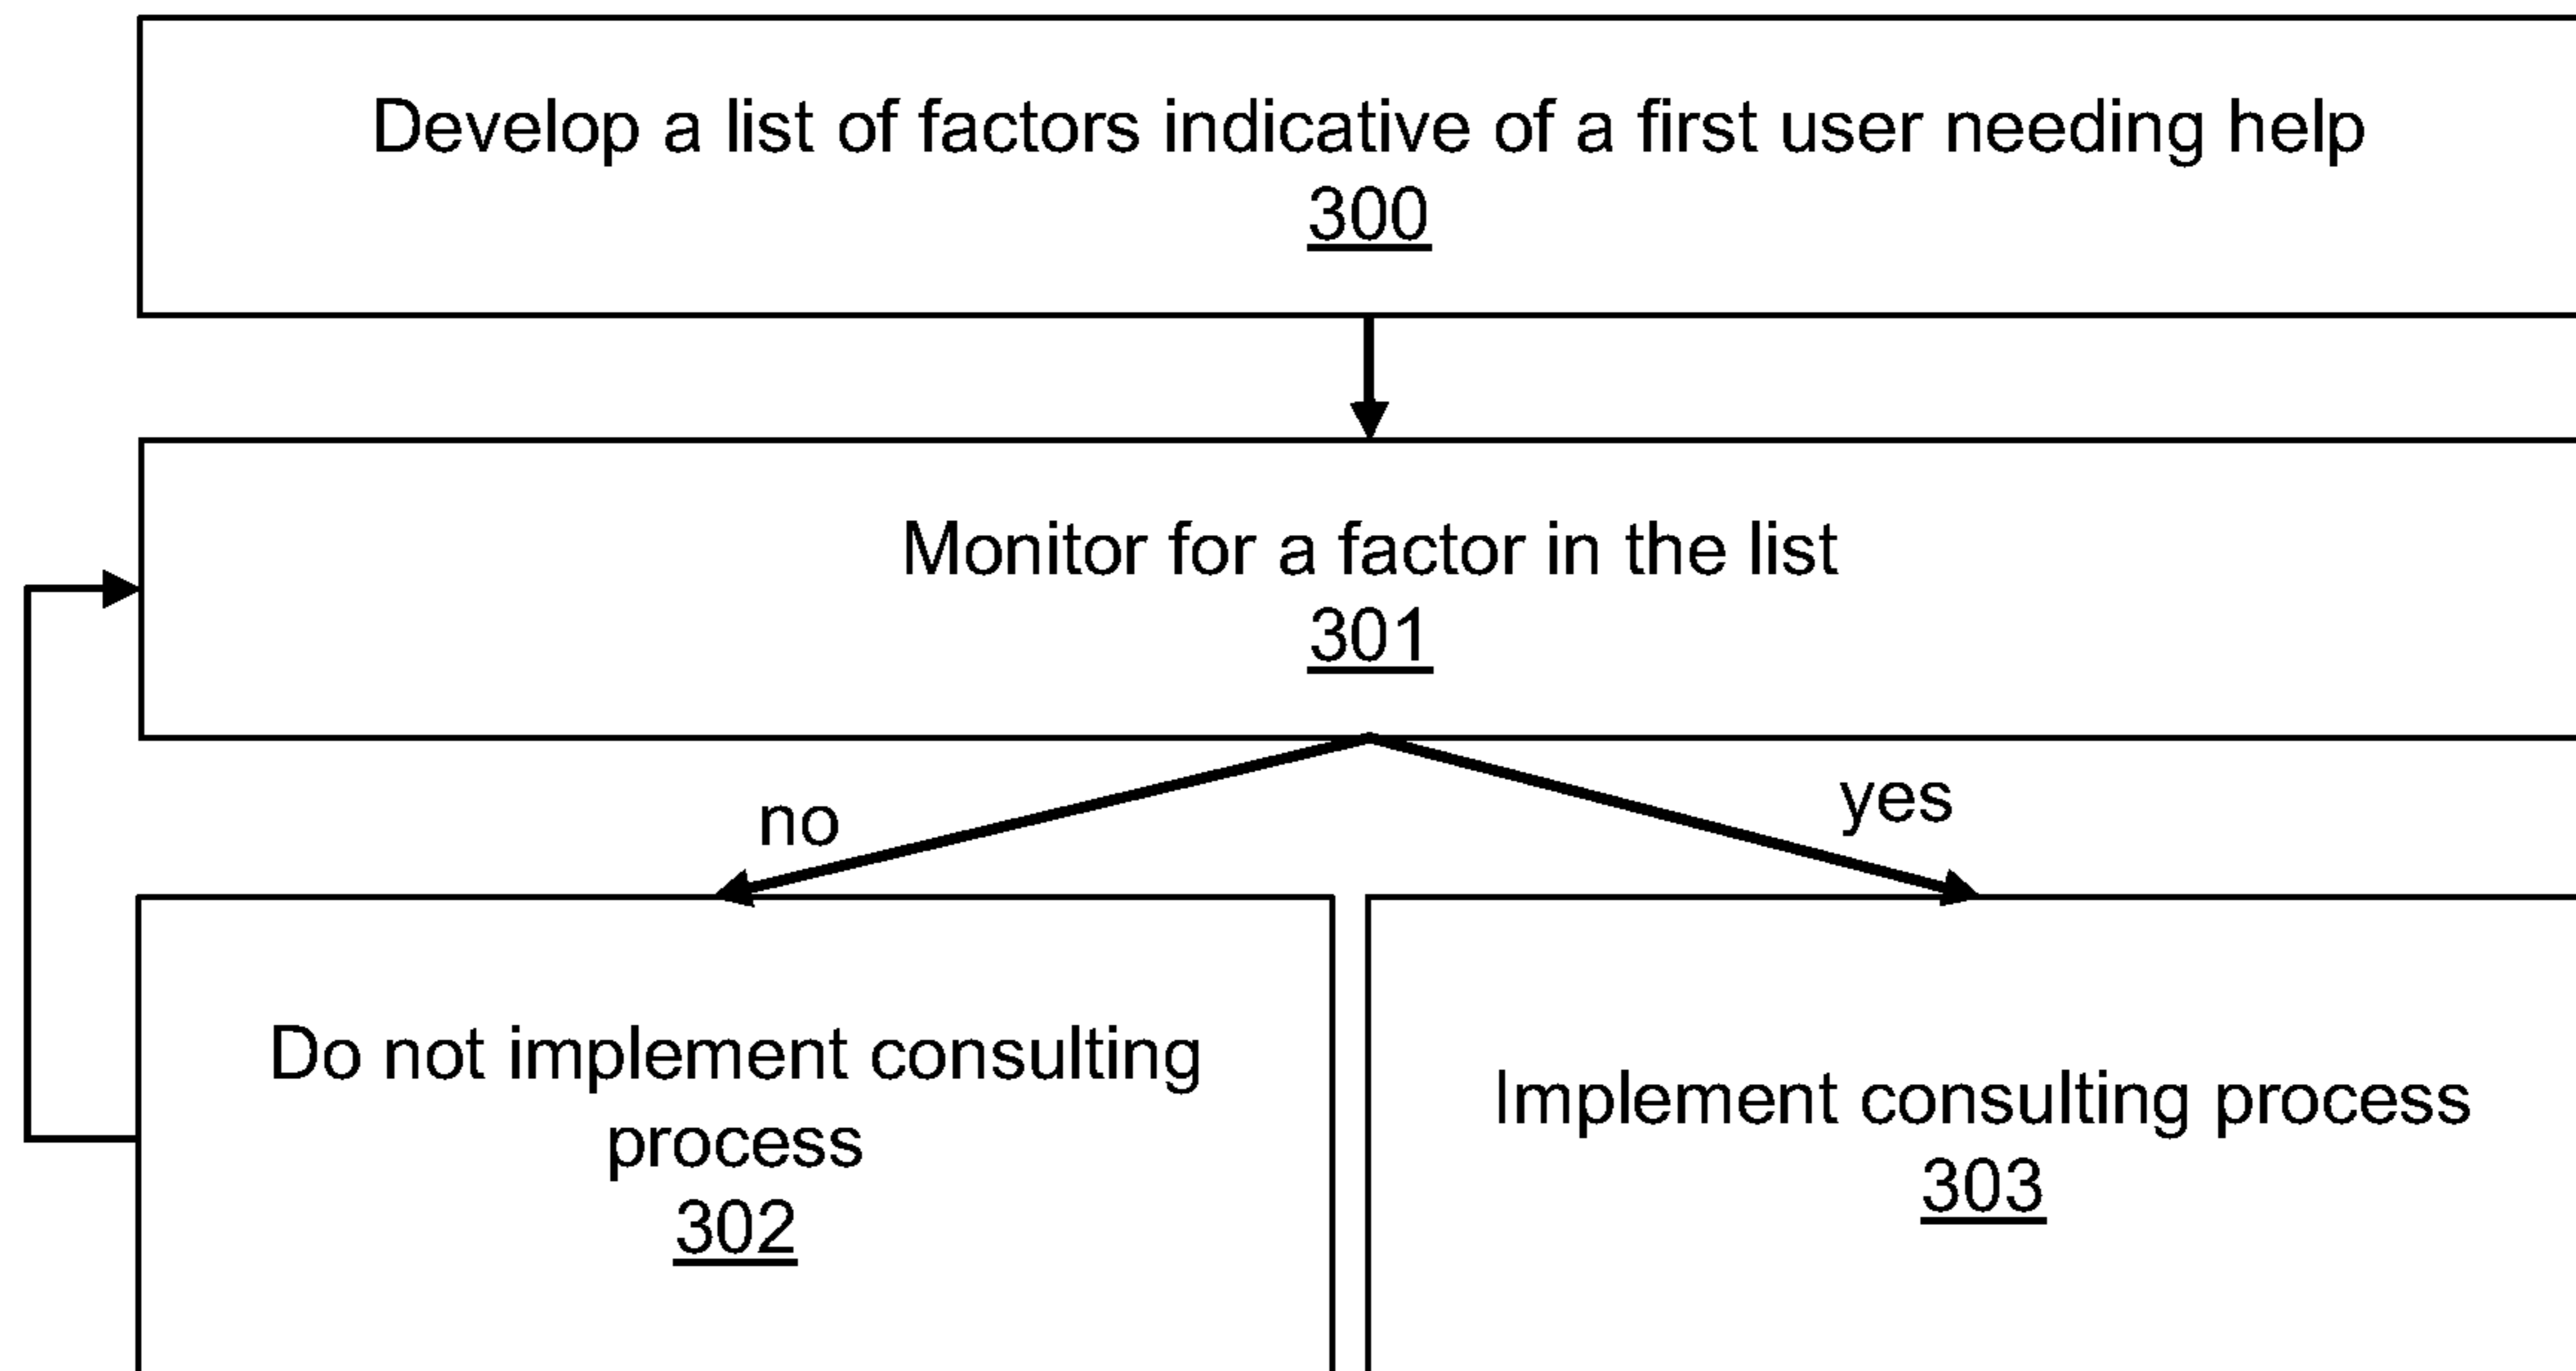 Develop a list of factors indicative of a first user needing help
300
Monitor for a factor in the list
301
no
yes
Do not implement consulting
process
302
Implement consulting process
303